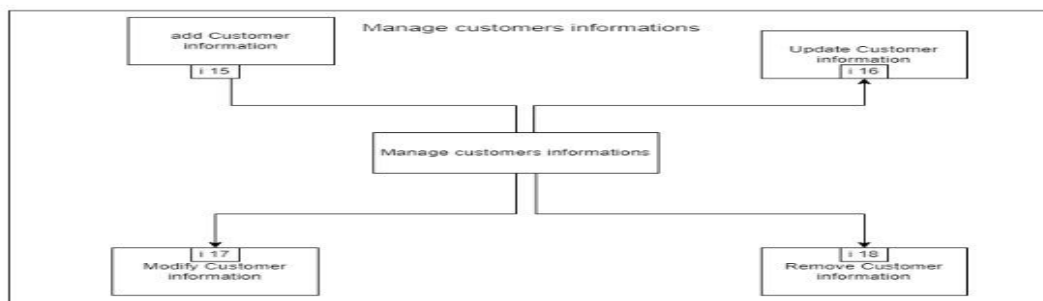 Manage customers informations
add Customer
information
i 15
Update Customer
information
i 16
Manage customers informations
i 17
Modify Customer
information
i 18
Remove Customer
information